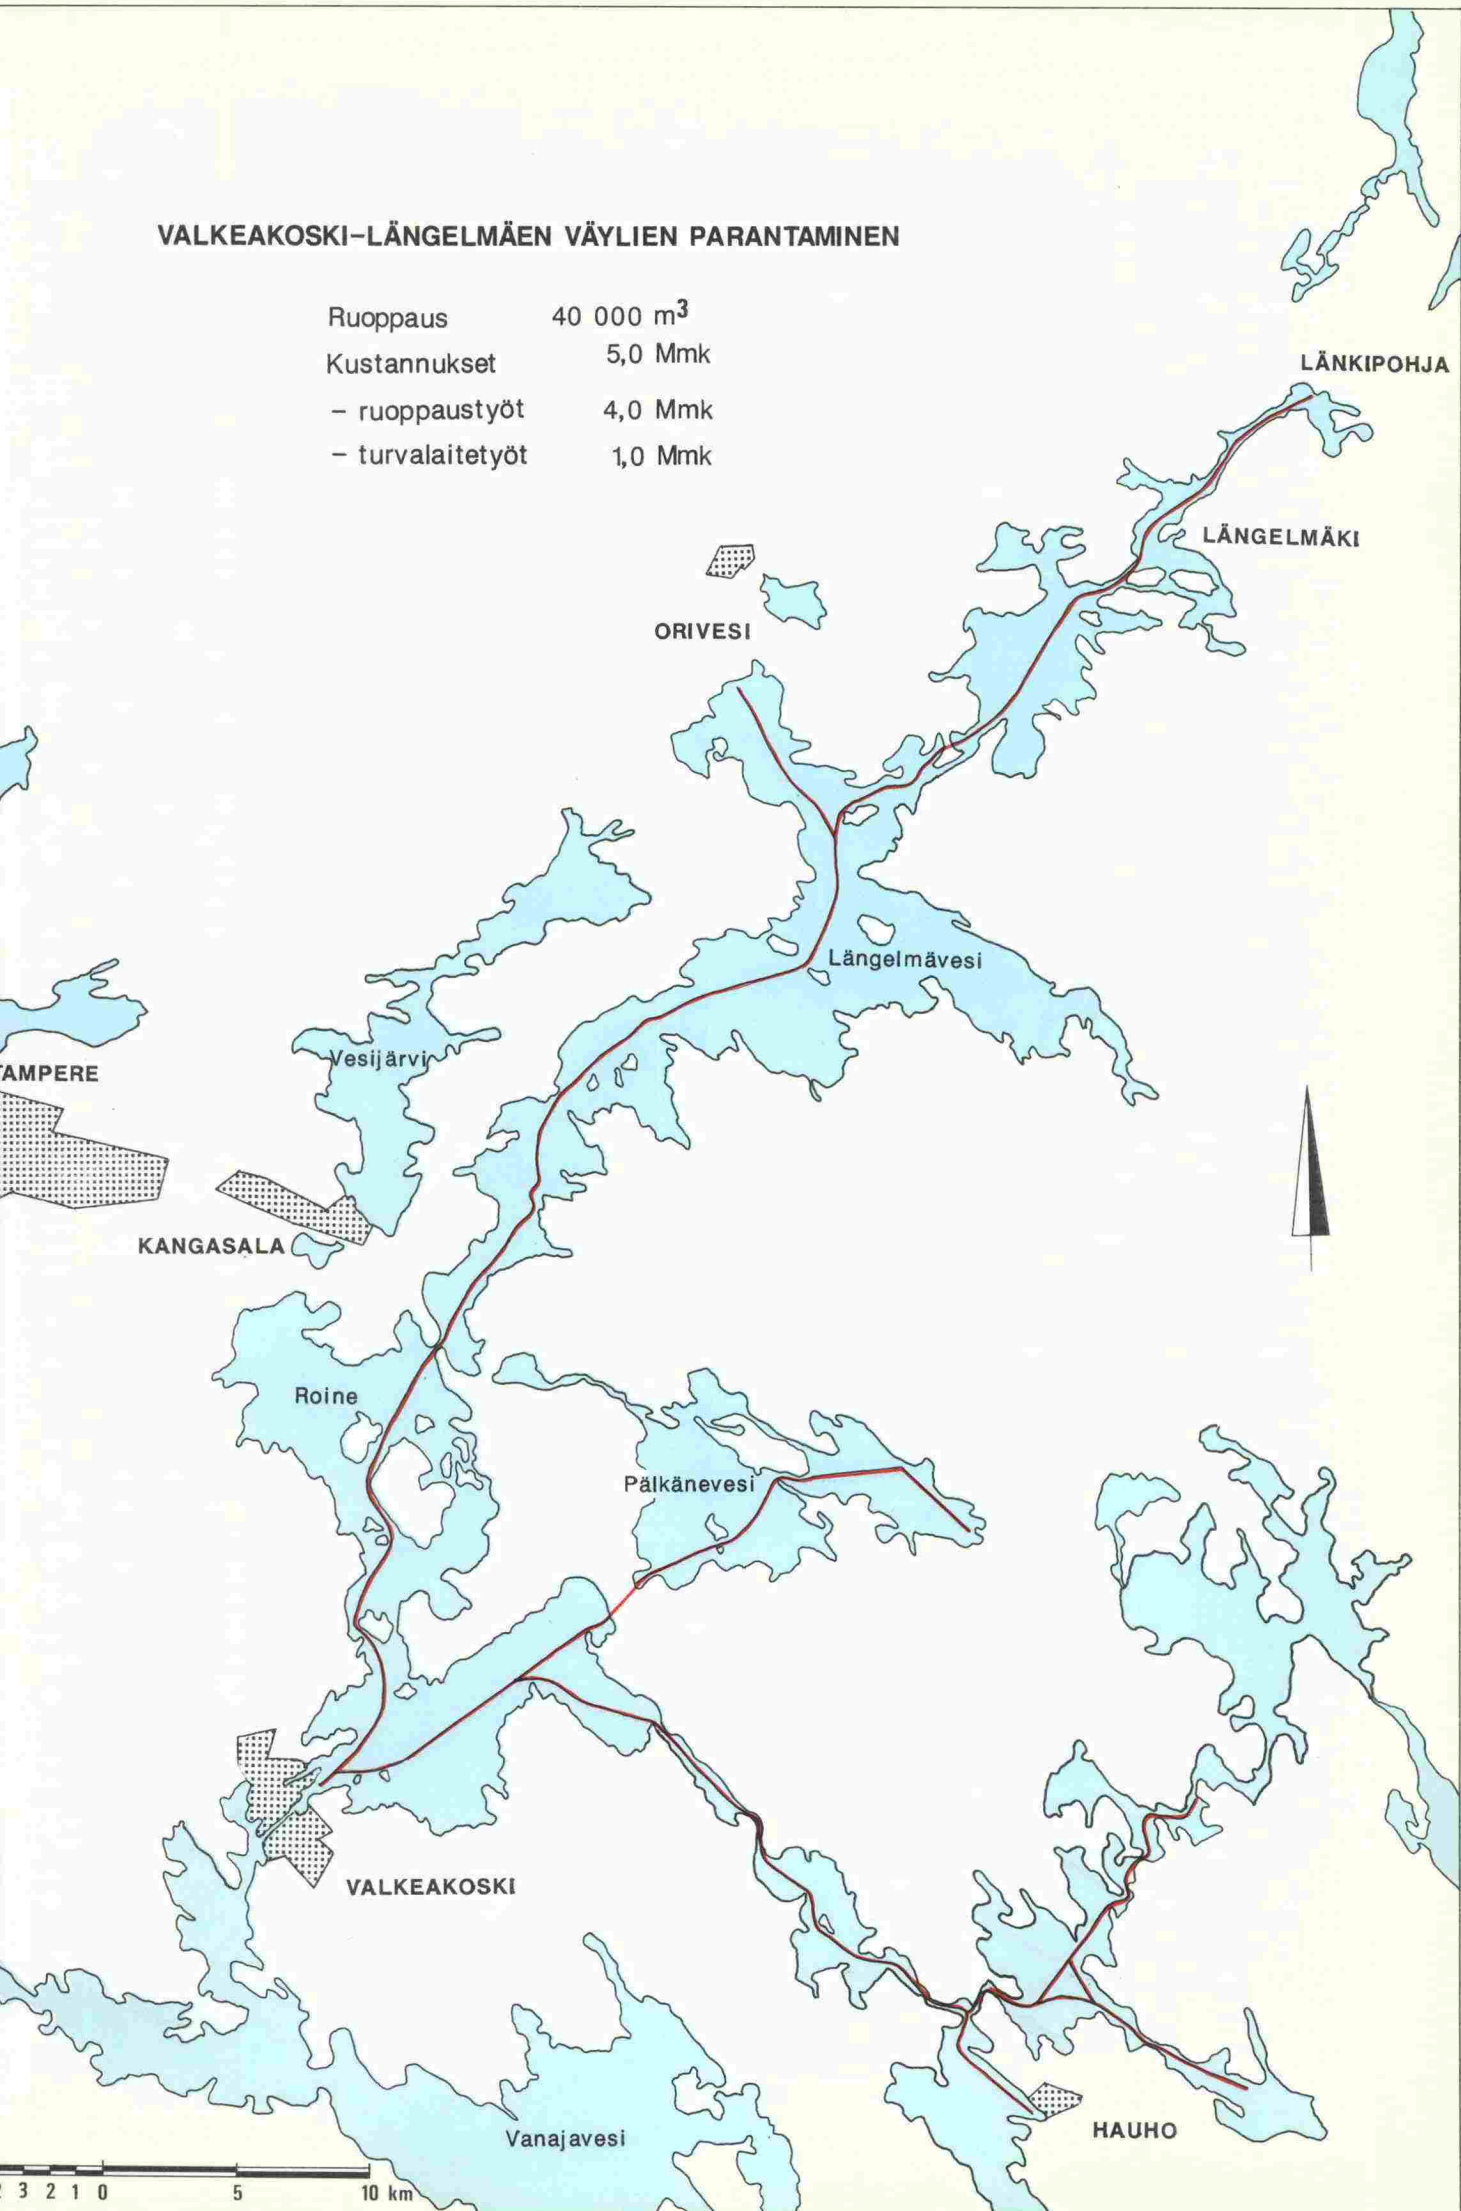 VALKEAKOSKI–LÄNGELMÄEN VÄYLIEN PARANTAMINEN
Ruoppaus 40 000 m³
Kustannukset 5,0 Mmk
– ruoppaustyöt 4,0 Mmk
– turvalaitetyöt 1,0 Mmk
LÄNKIPOHJA
LÄNGELMÄKI
ORIVESI
Längelmävesi
Vesijärvi
TAMPERE
KANGASALA
Roine
Pälkänevesi
VALKEAKOSKI
HAUHO
Vanajavesi
2 3 2 1 0 5 10 km